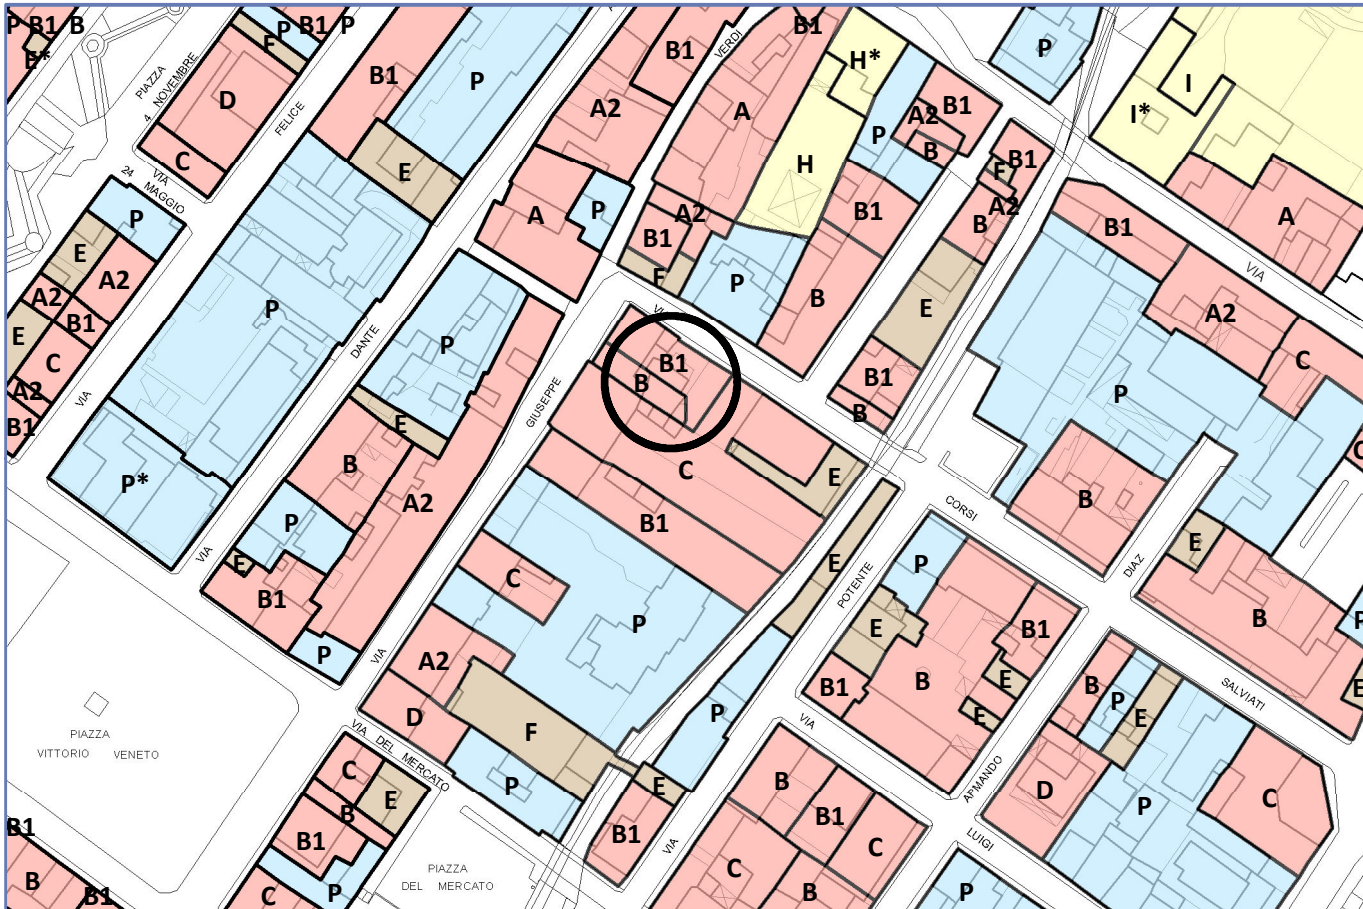 P
B1
B
E*
PIAZZA
4 NOVEMBRE
P
B1
P
F
D
C
FELICE
VIA
24 MAGGIO
B1
P
E
A2
B1
VERDI
B1
A
H*
H
P
A2
B1
B
P
I
I*
B1
F
A2
B
A
VIA
P
E
A2
A2
B1
E
C
A2
B1
VIA
P
P*
DANTE
VIA
A
P
A2
B1
F
P
B1
B
E
B1
B
B1
A2
C
P
B
C
P
E
B
A2
P
E
B1
P
GIUSEPPE
VIA
B1
B
C
E
B1
C
P
E
A2
D
F
P
P
E
B1
VIA
POTENTE
CORSI
P
E
B
B1
B1
E
E
VIA
DIAZ
E
B
P
E
SALVIATI
B
P
E
D
P
C
ARMANDO
LUIGI
PIAZZA
VITTORIO VENETO
VIA DEL MERCATO
C
E
B
B1
P
C
PIAZZA
DEL MERCATO
B1
B
B1
B
B1
C
C
B
P